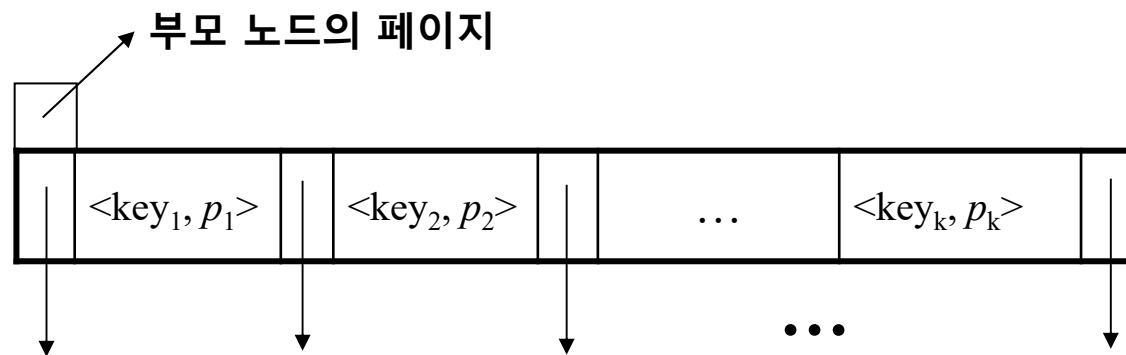 부모 노드의 페이지
<key₁, p₁> <key₂, p₂> … <keyₖ, pₖ>
•••